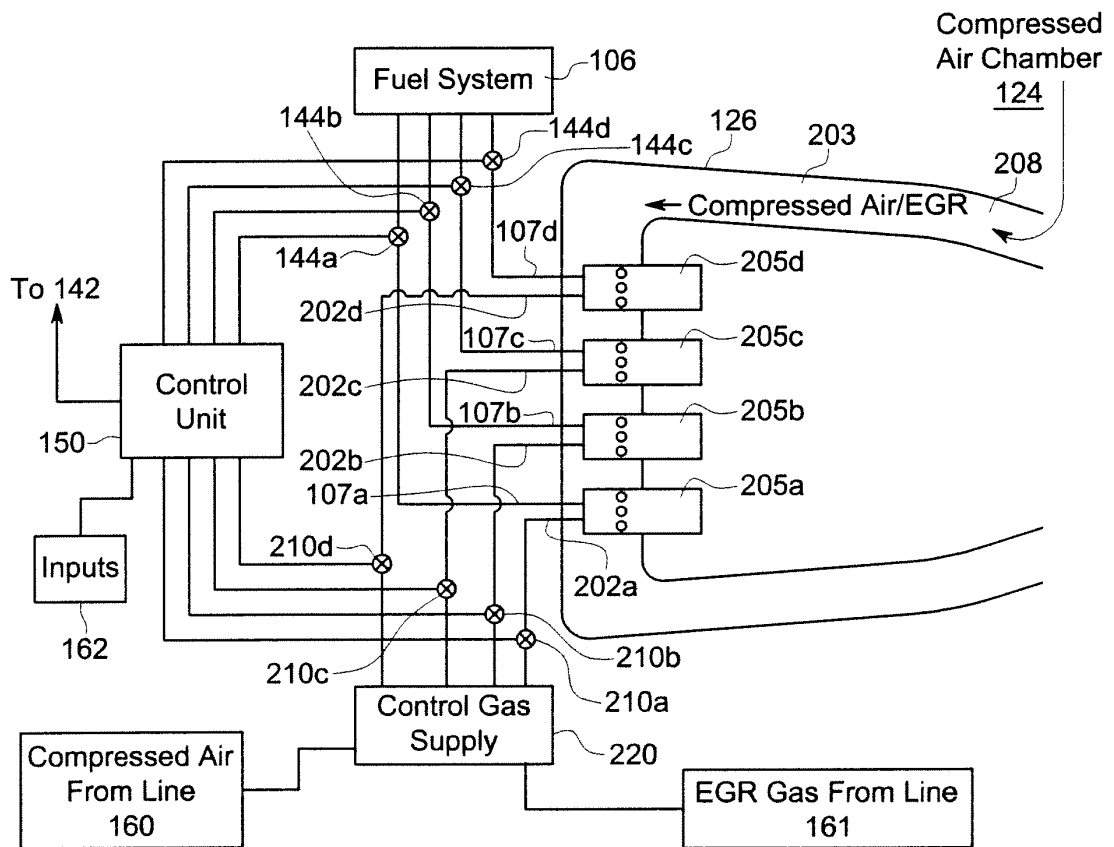 Compressed
Air Chamber
124
Fuel System
106
144b
144d
144c
126
203
208
Compressed Air/EGR
107d
144a
205d
To 142
202d
107c
205c
Control
Unit
202c
107b
205b
150
202b
107a
205a
210d
Inputs
202a
162
210c
210b
210a
Control Gas
Supply
220
Compressed Air
From Line
160
EGR Gas From Line
161